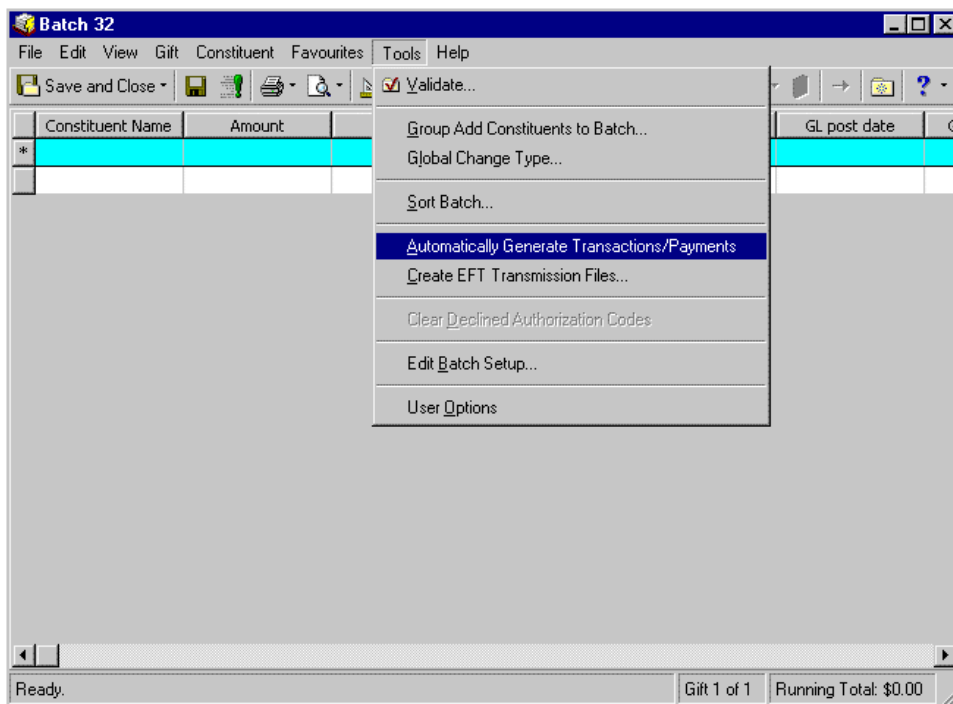 Batch 32
File Edit View Gift Constituent Favourites Tools Help
Save and Close
Validate...
Constituent Name Amount GL post date
Group Add Constituents to Batch...
Global Change Type...
Sort Batch...
Automatically Generate Transactions/Payments
Create EFT Transmission Files...
Clear Declined Authorization Codes
Edit Batch Setup...
User Options
Ready. Gift 1 of 1 Running Total: $0.00